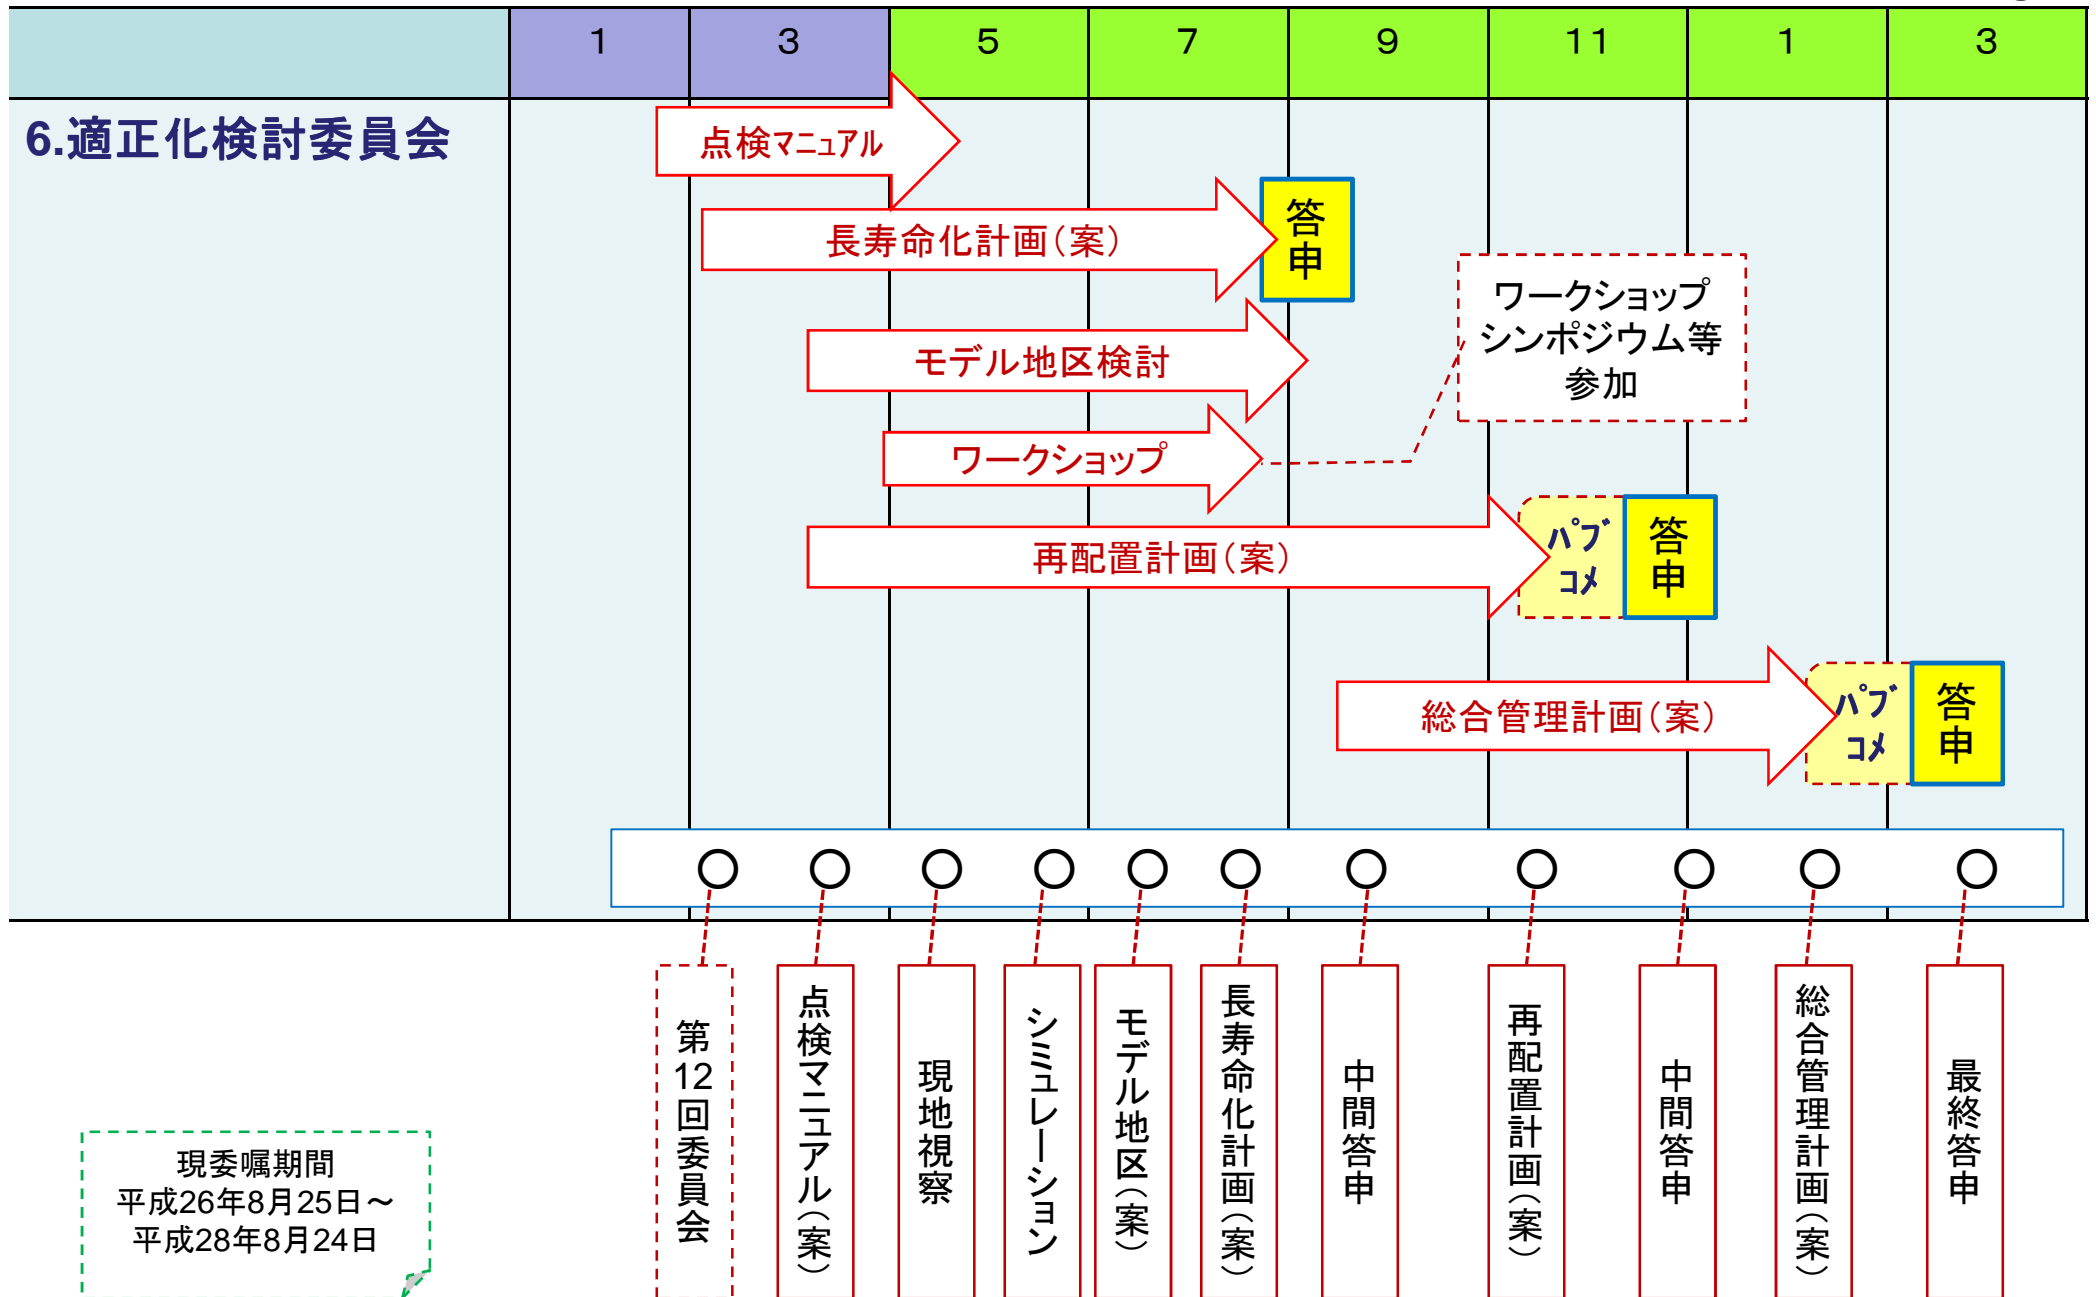 1 3 5 7 9 11 1 3
6.適正化検討委員会
点検マニュアル
長寿命化計画(案)
答申
モデル地区検討
ワークショップ
シンポジウム等
参加
ワークショップ
再配置計画(案)
パブ
コメ
答申
総合管理計画(案)
パブ
コメ
答申
第12回委員会
点検マニュアル(案)
現地視察
シミュレーション
モデル地区(案)
長寿命化計画(案)
中間答申
再配置計画(案)
中間答申
総合管理計画(案)
最終答申
現委嘱期間
平成26年8月25日~
平成28年8月24日